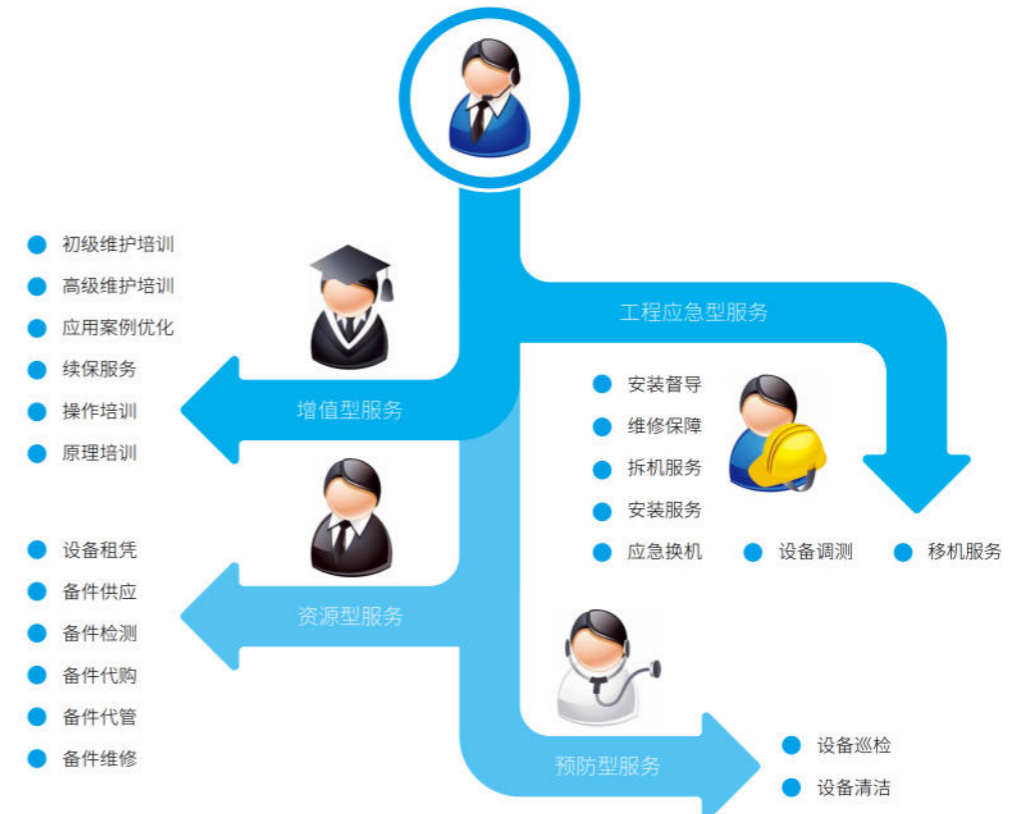 工程应急型服务
安装督导
维修保障
拆机服务
安装服务
应急换机
设备调测
移机服务
初级维护培训
高级维护培训
应用案例优化
续保服务
操作培训
原理培训
增值型服务
设备租凭
备件供应
备件检测
备件代购
备件代管
备件维修
资源型服务
预防型服务
设备巡检
设备清洁